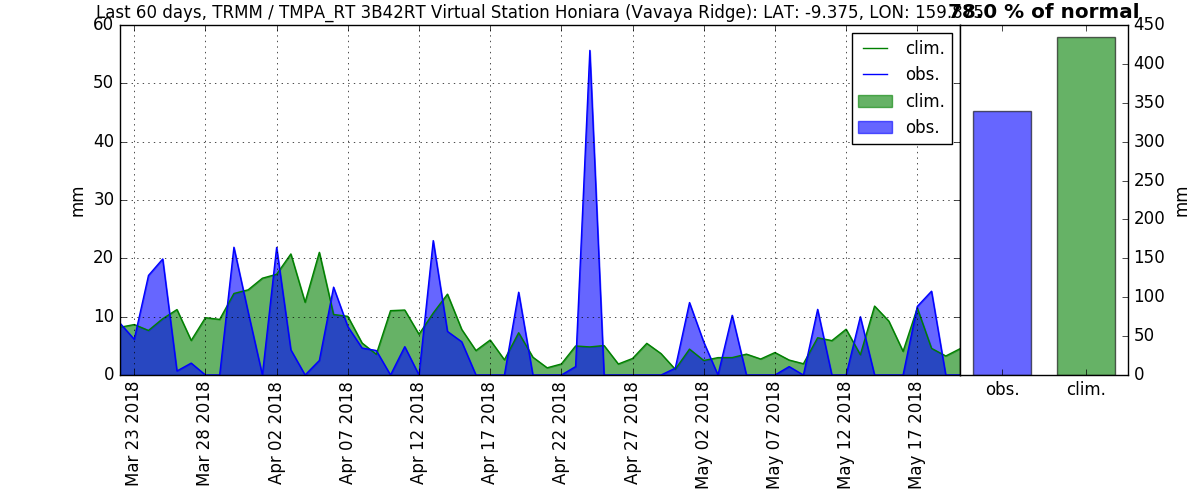 Last 60 days, TRMM / TMPA_RT 3B42RT Virtual Station Honiara (Vavaya Ridge): LAT: -9.375, LON:
78.0 % of normal
60
50
40
30
20
10
0
mm
clim.
obs.
clim.
obs.
450
400
350
300
250
200
150
100
50
0
mm
Mar 23 2018
Mar 28 2018
Apr 02 2018
Apr 07 2018
Apr 12 2018
Apr 17 2018
Apr 22 2018
Apr 27 2018
May 02 2018
May 07 2018
May 12 2018
May 17 2018
obs.
clim.